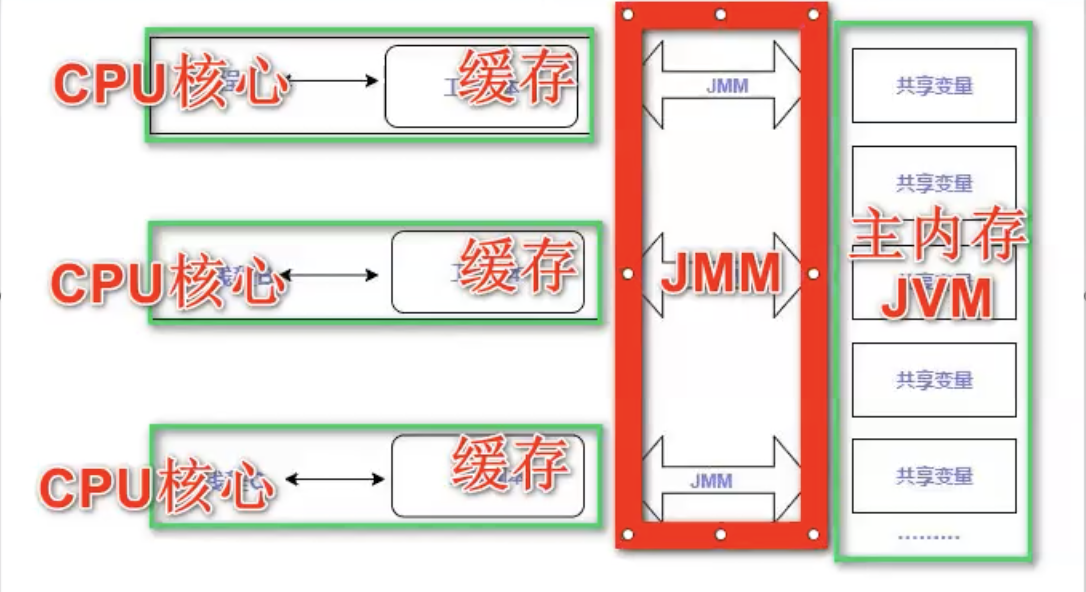 CPU核心
缓存
JMM
共享变量
共享变量
CPU核心
缓存
JMM
主内存
JVM
共享变量
CPU核心
缓存
JMM
共享变量
.........